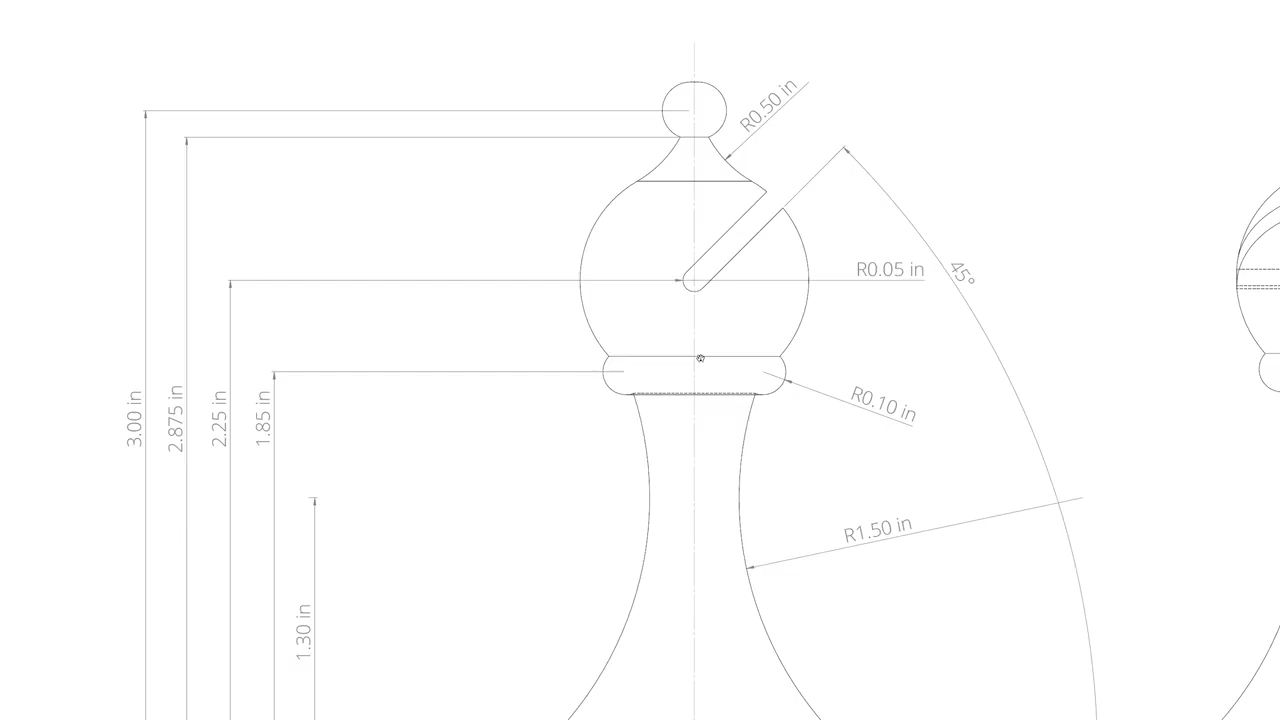 R0.50 in
R0.05 in
45°
3.00 in
2.875 in
2.25 in
1.85 in
R0.10 in
R1.50 in
1.30 in